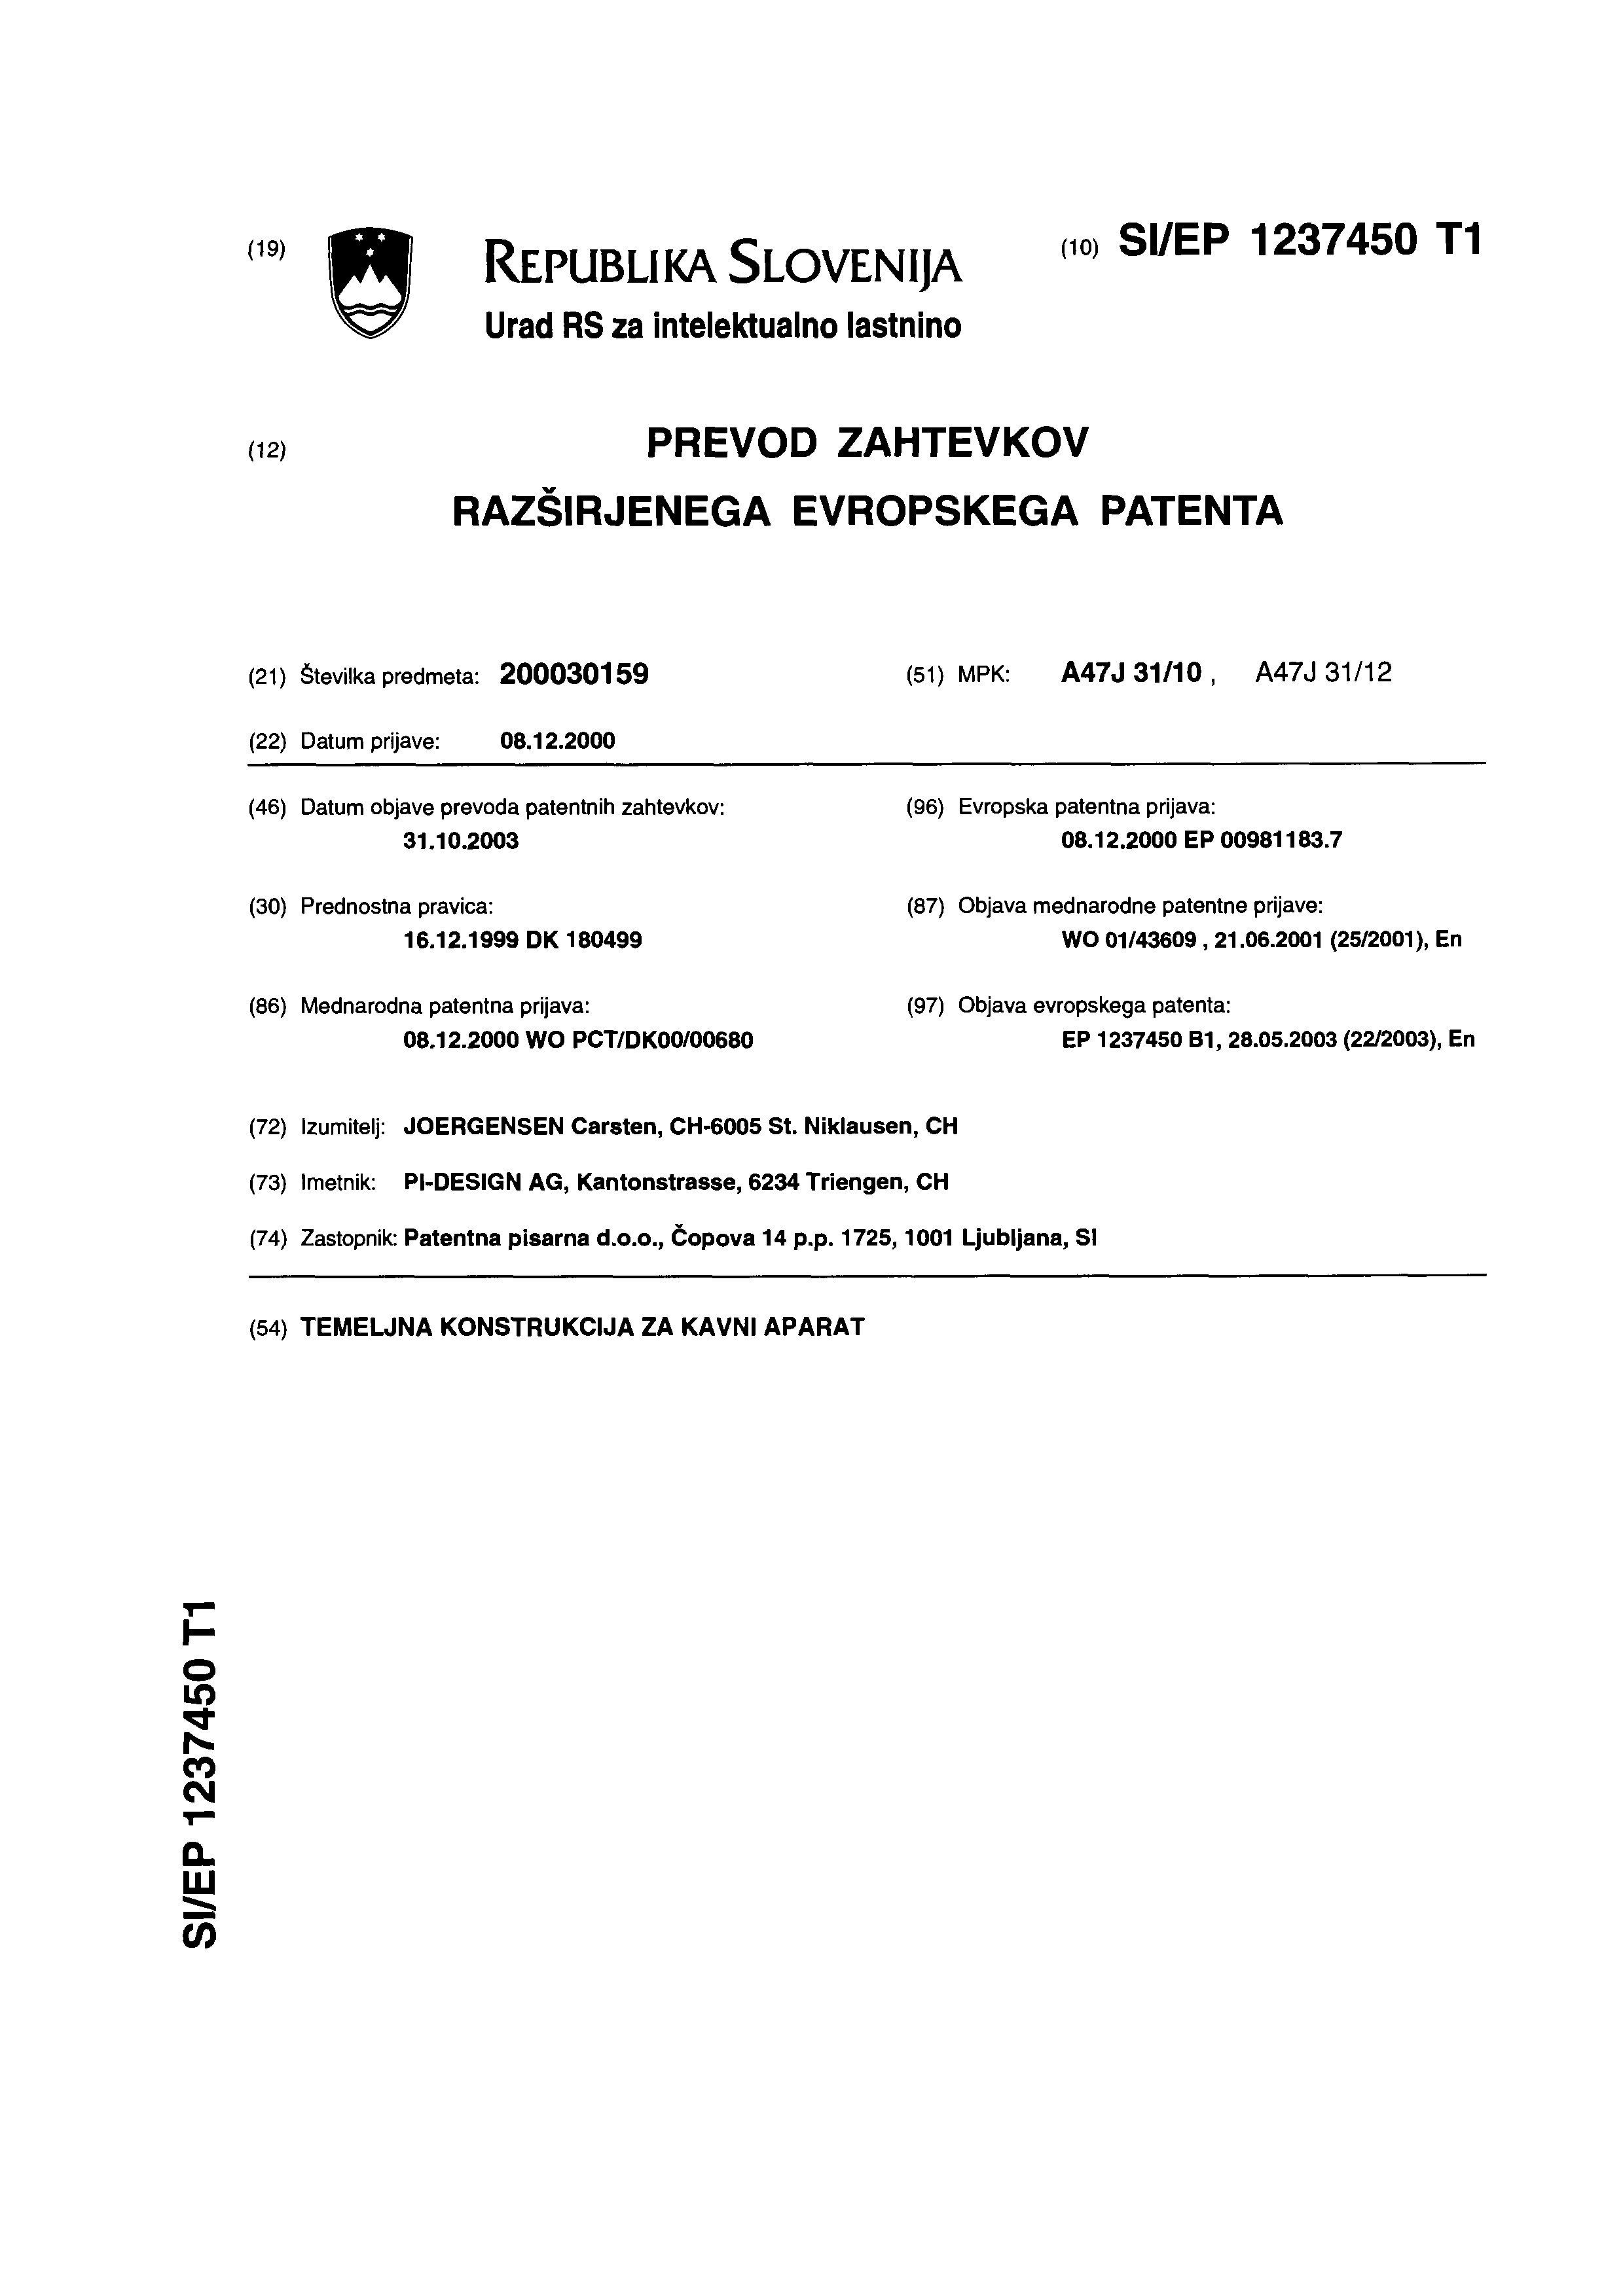 (19)
REPUBLIKA SLOVENIJA
Urad RS za intelektualno lastnino
(10) SI/EP 1237450 T1
(12)
PREVOD ZAHTEVKOV
RAZŠIRJENEGA EVROPSKEGA PATENTA
(21) Številka predmeta: 200030159
(51) MPK: A47J 31/10 , A47J 31/12
(22) Datum prijave: 08.12.2000
(46) Datum objave prevoda patentnih zahtevkov:
31.10.2003
(96) Evropska patentna prijava:
08.12.2000 EP 00981183.7
(30) Prednostna pravica:
16.12.1999 DK 180499
(87) Objava mednarodne patentne prijave:
WO 01/43609 , 21.06.2001 (25/2001), En
(86) Mednarodna patentna prijava:
08.12.2000 WO PCT/DK00/00680
(97) Objava evropskega patenta:
EP 1237450 B1, 28.05.2003 (22/2003), En
(72) Izumitelj: JOERGENSEN Carsten, CH-6005 St. Niklausen, CH
(73) Imetnik: PI-DESIGN AG, Kantonstrasse, 6234 Triengen, CH
(74) Zastopnik: Patentna pisarna d.o.o., Čopova 14 p.p. 1725, 1001 Ljubljana, SI
(54) TEMELJNA KONSTRUKCIJA ZA KAVNI APARAT
SI/EP 1237450 T1